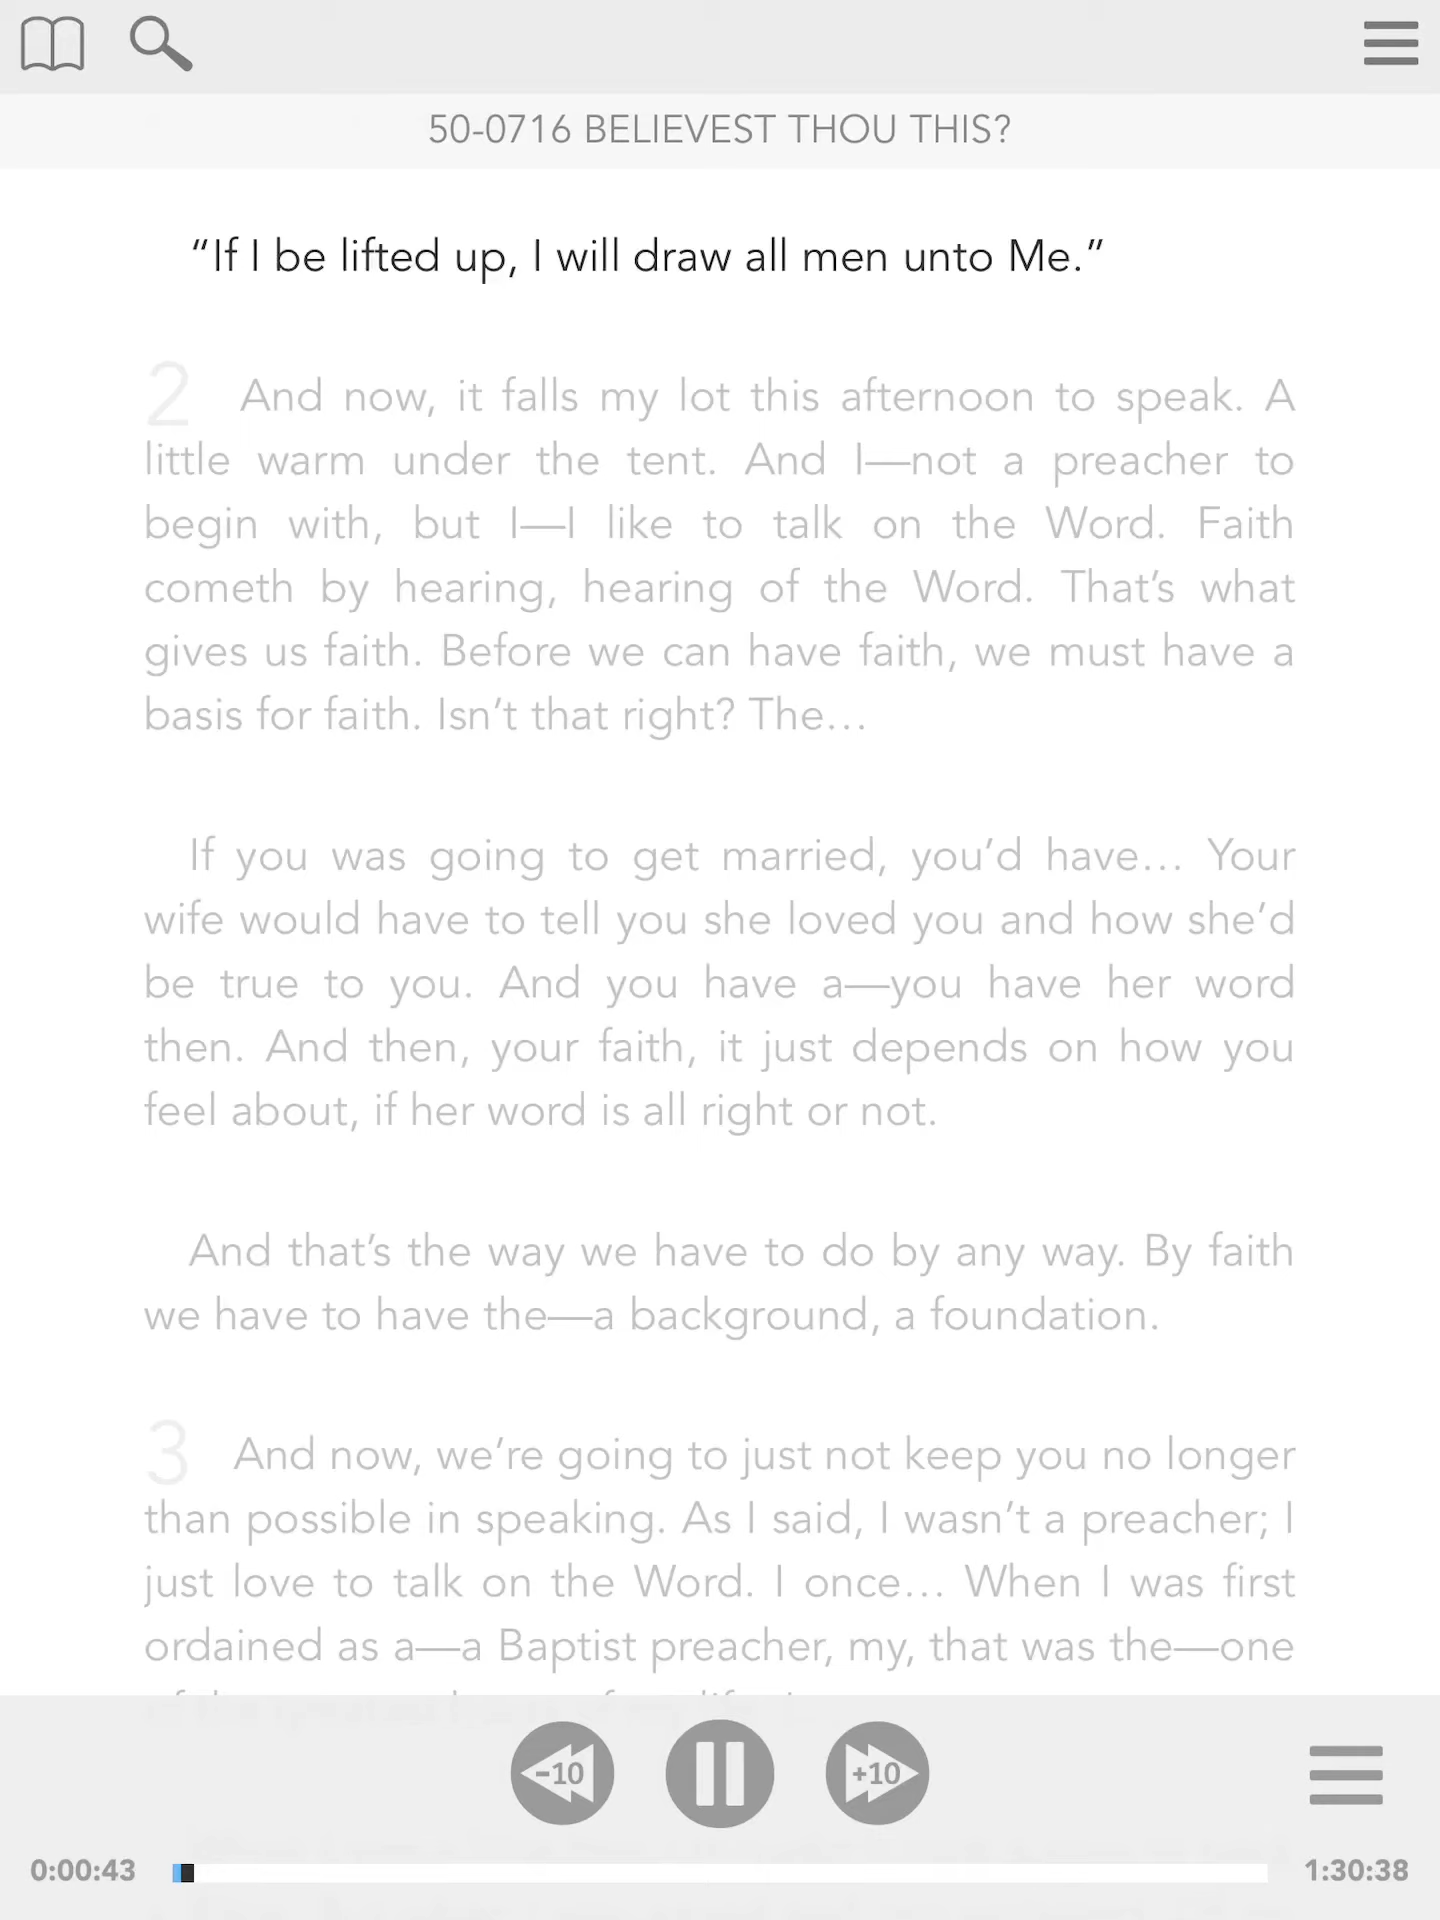 50-0716 BELIEVEST THOU THIS?
“If I be lifted up, I will draw all men unto Me.”
2 And now, it falls my lot this afternoon to speak. A
little warm under the tent. And I—not a preacher to
begin with, but I—I like to talk on the Word. Faith
cometh by hearing, hearing of the Word. That’s what
gives us faith. Before we can have faith, we must have a
basis for faith. Isn’t that right? The…
If you was going to get married, you’d have… Your
wife would have to tell you she loved you and how she’d
be true to you. And you have a—you have her word
then. And then, your faith, it just depends on how you
feel about, if her word is all right or not.
And that’s the way we have to do by any way. By faith
we have to have the—a background, a foundation.
3 And now, we’re going to just not keep you no longer
than possible in speaking. As I said, I wasn’t a preacher; I
just love to talk on the Word. I once… When I was first
ordained as a—a Baptist preacher, my, that was the—one
-10
+10
0:00:43
1:30:38